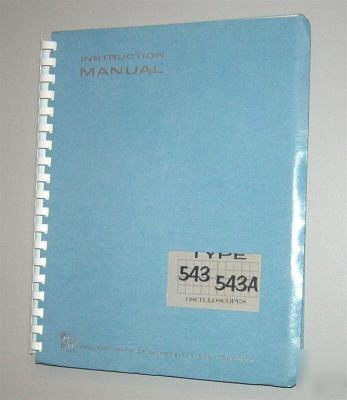 INSTRUCTION
MANUAL
TYPE
543 543A
OSCILLOSCOPES